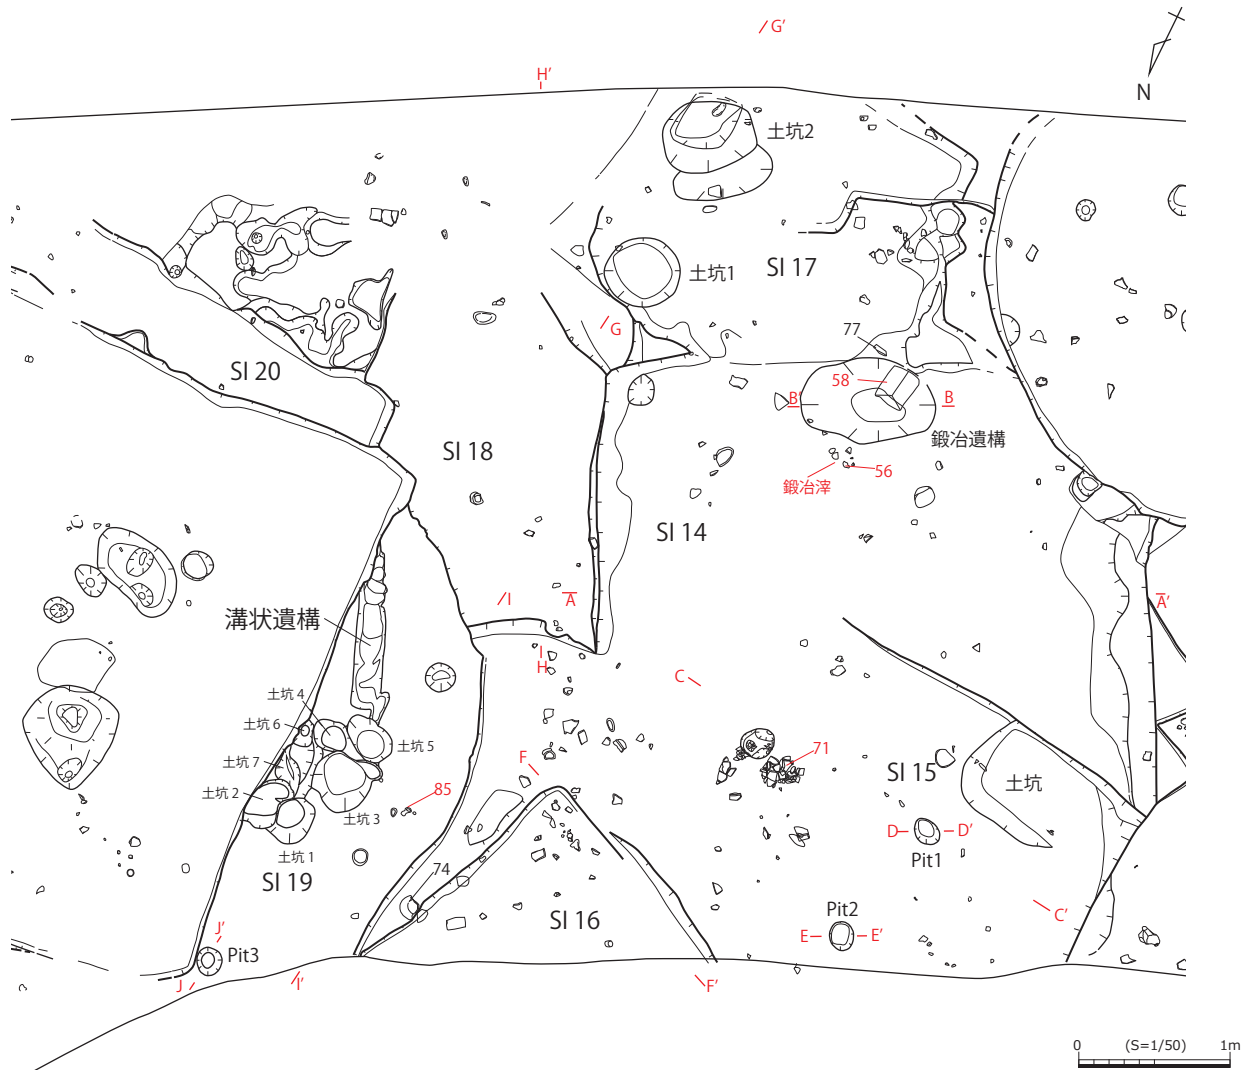 G'
H'
N
土坑2
土坑1
SI 17
G
77
58
B'
B
鍛冶遺構
鍛冶滓
56
SI 20
SI 18
SI 14
溝状遺構
I
A
A'
H
C
土坑 4
土坑 6
土坑 5
土坑 7
土坑 2
土坑 3
土坑 1
85
F
71
SI 15
土坑
D
D'
Pit1
SI 19
74
SI 16
Pit2
E
E'
C'
J'
Pit3
J
I'
F'
0
(S=1/50)
1m